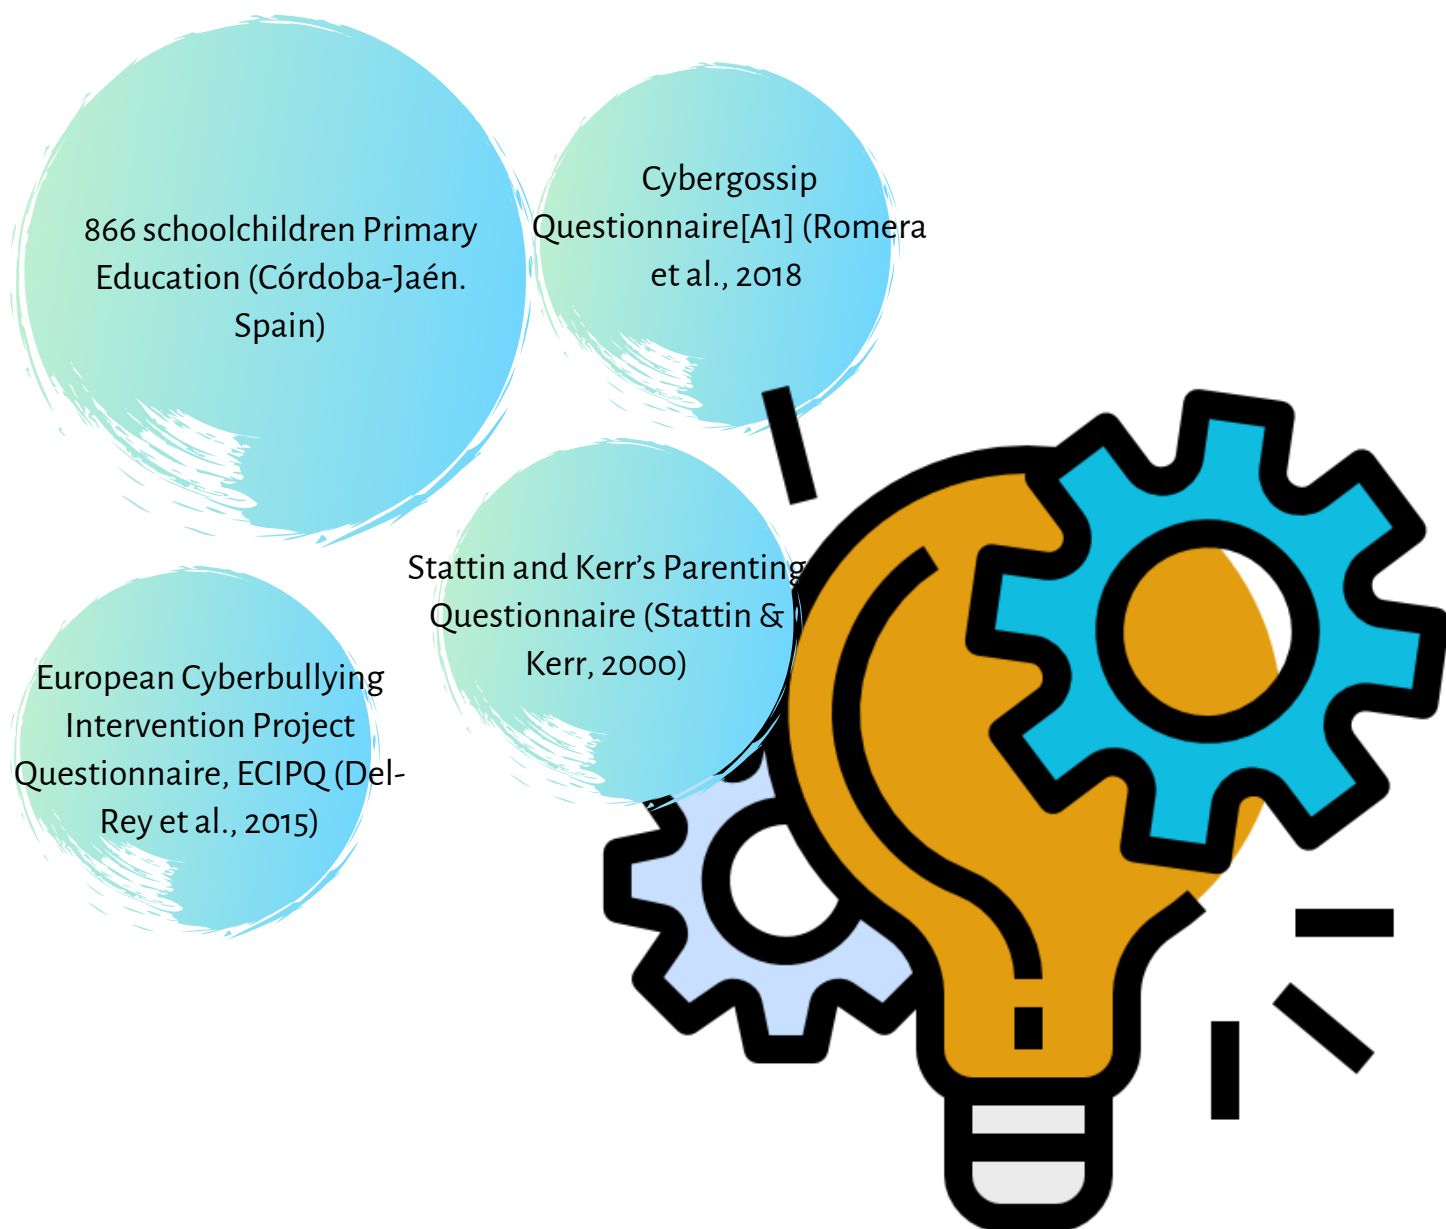 866 schoolchildren Primary
Education (Córdoba-Jaén.
Spain)
Cybergossip
Questionnaire[A1] (Romera
et al., 2018
Stattin and Kerr’s Parenting
Questionnaire (Stattin &
Kerr, 2000)
European Cyberbullying
Intervention Project
Questionnaire, ECIPQ (Del-
Rey et al., 2015)